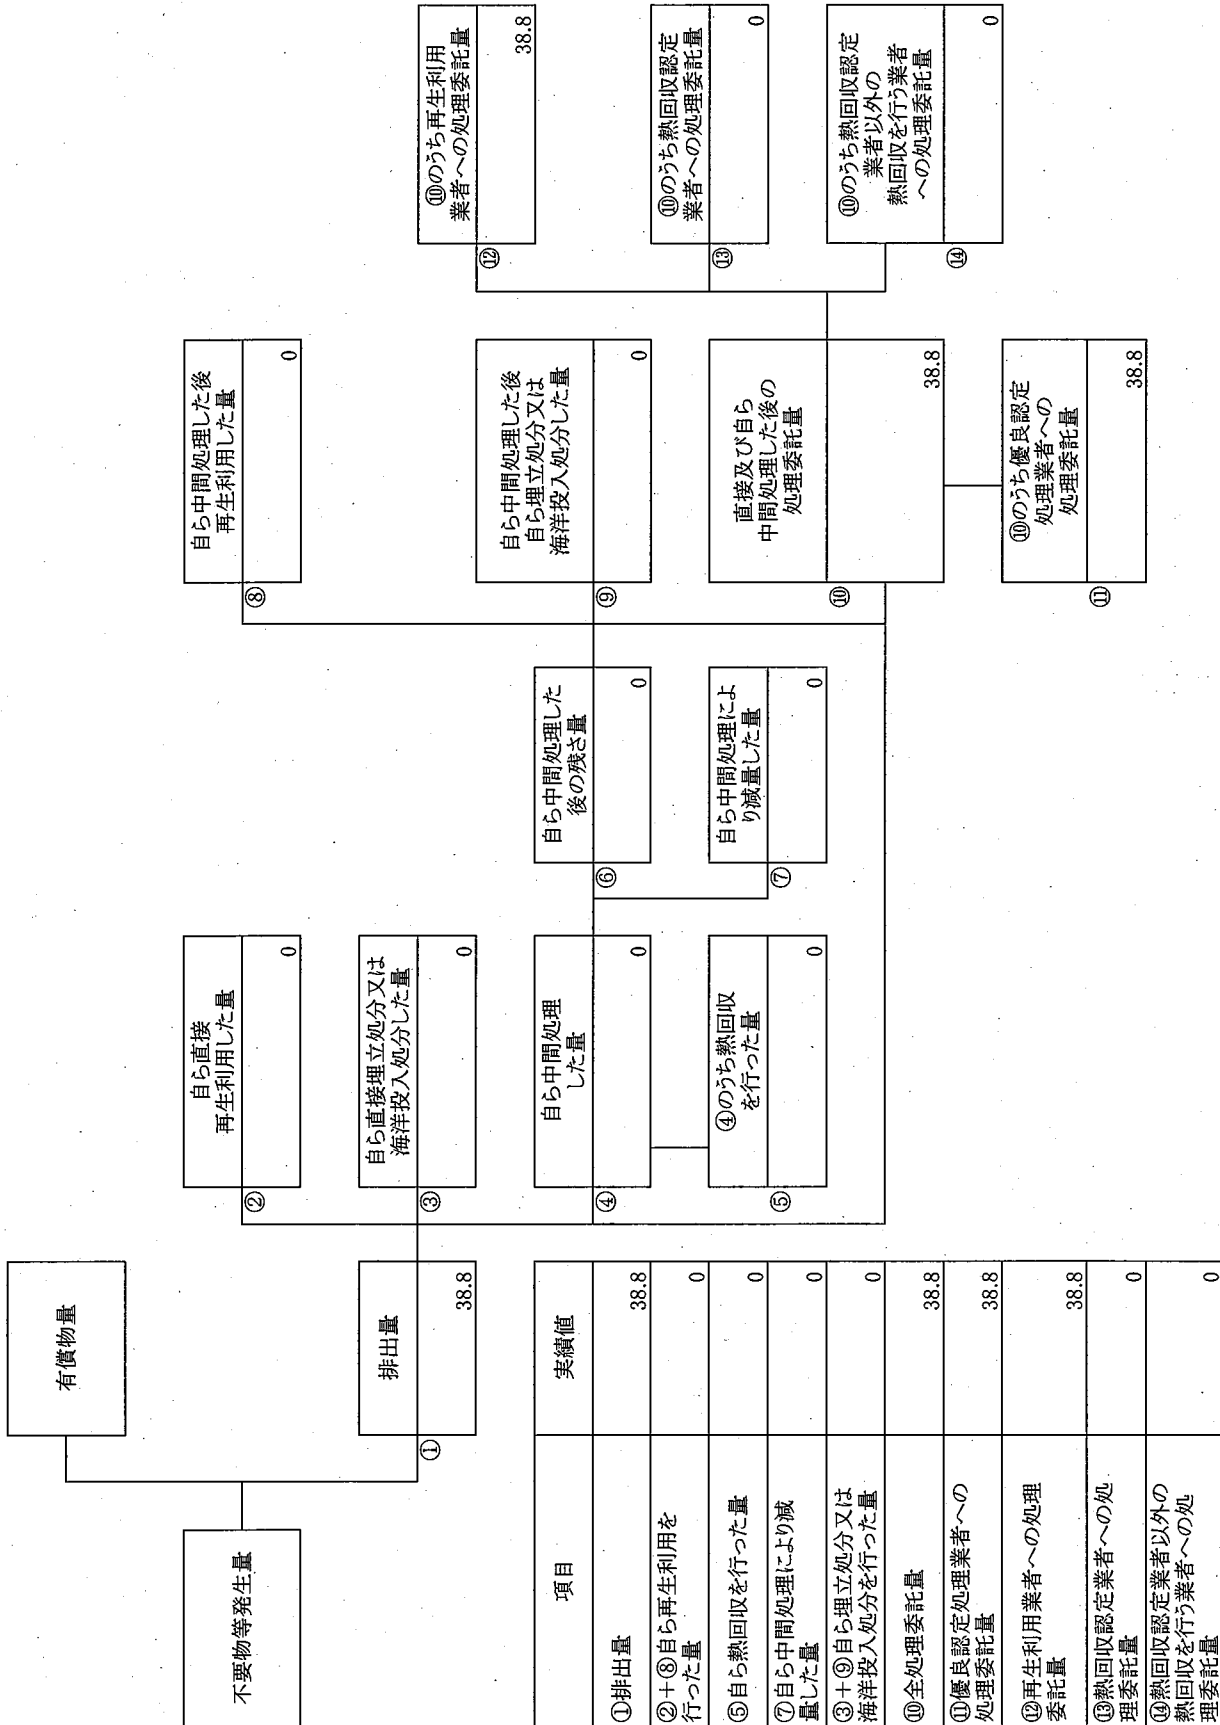 不要物等発生量
有償物量
排出量
①
38.8
自ら直接
再生利用した量
②
0
自ら直接埋立処分又は
海洋投入処分した量
③
0
自ら中間処理
した量
④
0
④のうち熱回収
を行った量
⑤
0
自ら中間処理した
後の残さ量
⑥
0
自ら中間処理によ
り減量した量
⑦
0
自ら中間処理した後
再生利用した量
⑧
0
自ら中間処理した後
自ら埋立処分又は
海洋投入処分した量
⑨
0
直接及び自ら
中間処理した後の
処理委託量
⑩
38.8
⑩のうち優良認定
処理業者への
処理委託量
⑪
38.8
⑩のうち再生利用
業者への処理委託量
⑫
38.8
⑩のうち熱回収認定
業者への処理委託量
⑬
0
⑩のうち熱回収認定
業者以外の
熱回収を行う業者
への処理委託量
⑭
0
項目 実績値
①排出量 38.8
②+⑧自ら再生利用を
行った量 0
⑤自ら熱回収を行った量 0
⑦自ら中間処理により減
量した量 0
③+⑨自ら埋立処分又は
海洋投入処分を行った量 0
⑩全処理委託量 38.8
⑪優良認定処理業者への
処理委託量 38.8
⑫再生利用業者への処理
委託量 38.8
⑬熱回収認定業者への処
理委託量 0
⑭熱回収認定業者以外の
熱回収を行う業者への処
理委託量 0